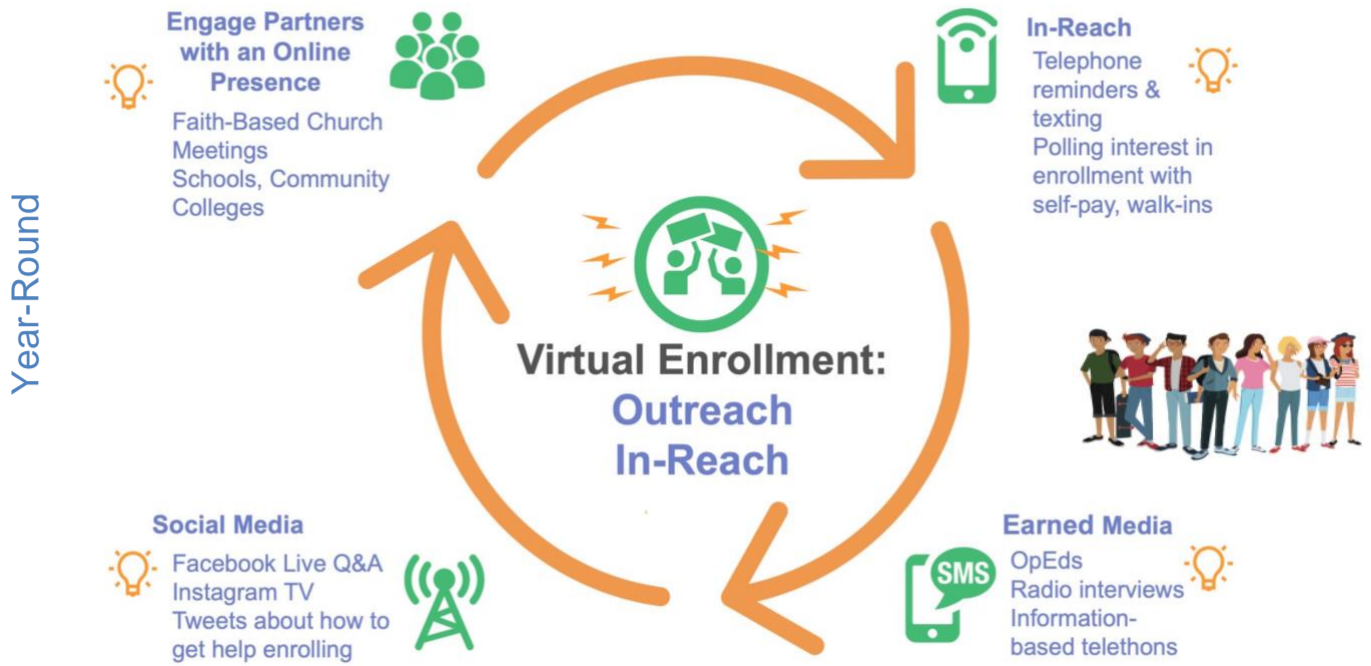 Year-Round
Engage Partners
with an Online
Presence
Faith-Based Church
Meetings
Schools, Community
Colleges
In-Reach
Telephone
reminders &
texting
Polling interest in
enrollment with
self-pay, walk-ins
Virtual Enrollment:
Outreach
In-Reach
Social Media
Facebook Live Q&A
Instagram TV
Tweets about how to
get help enrolling
Earned Media
SMS
OpEds
Radio interviews
Information-
based telethons